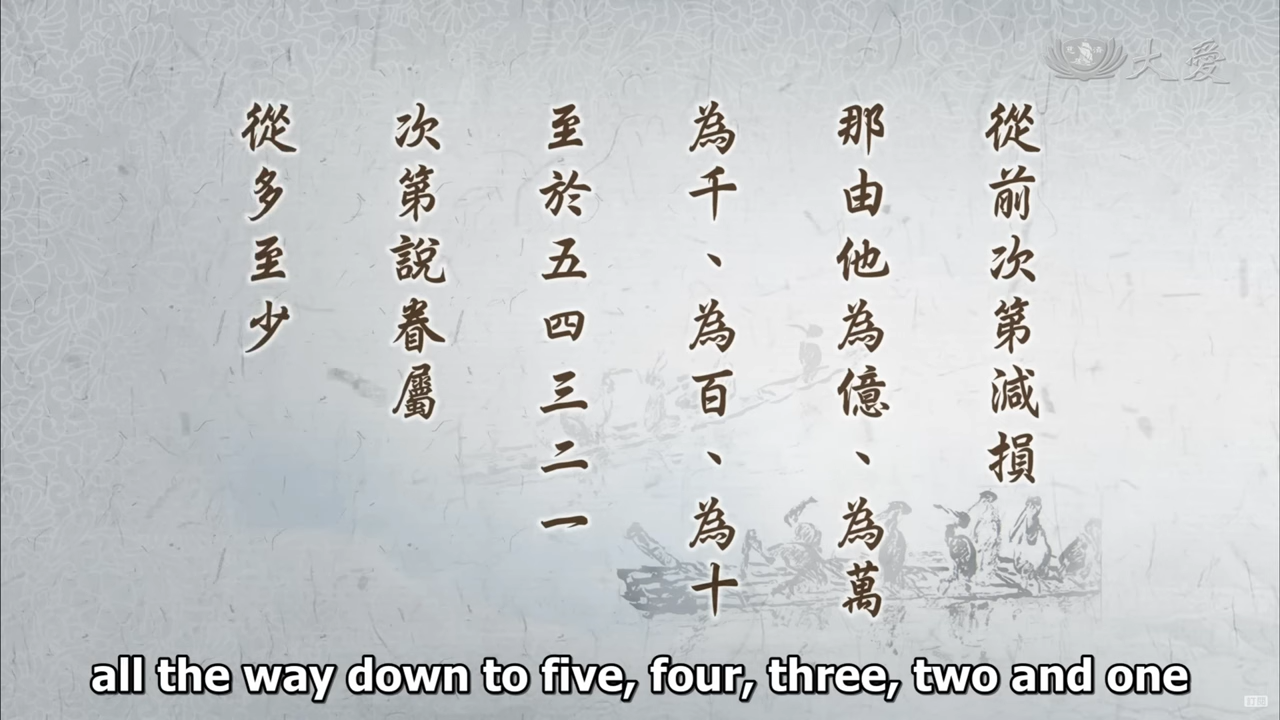 大愛
從前次第減損
那由他為億、為萬
為千、為百、為十
至於五四三二一
次第說眷屬
從多至少
all the way down to five, four, three, two and one
訂閱